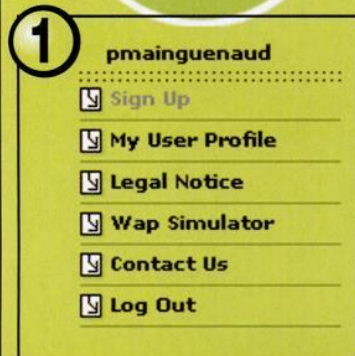 1
pmainguenaud
Sign Up
My User Profile
Legal Notice
Wap Simulator
Contact Us
Log Out